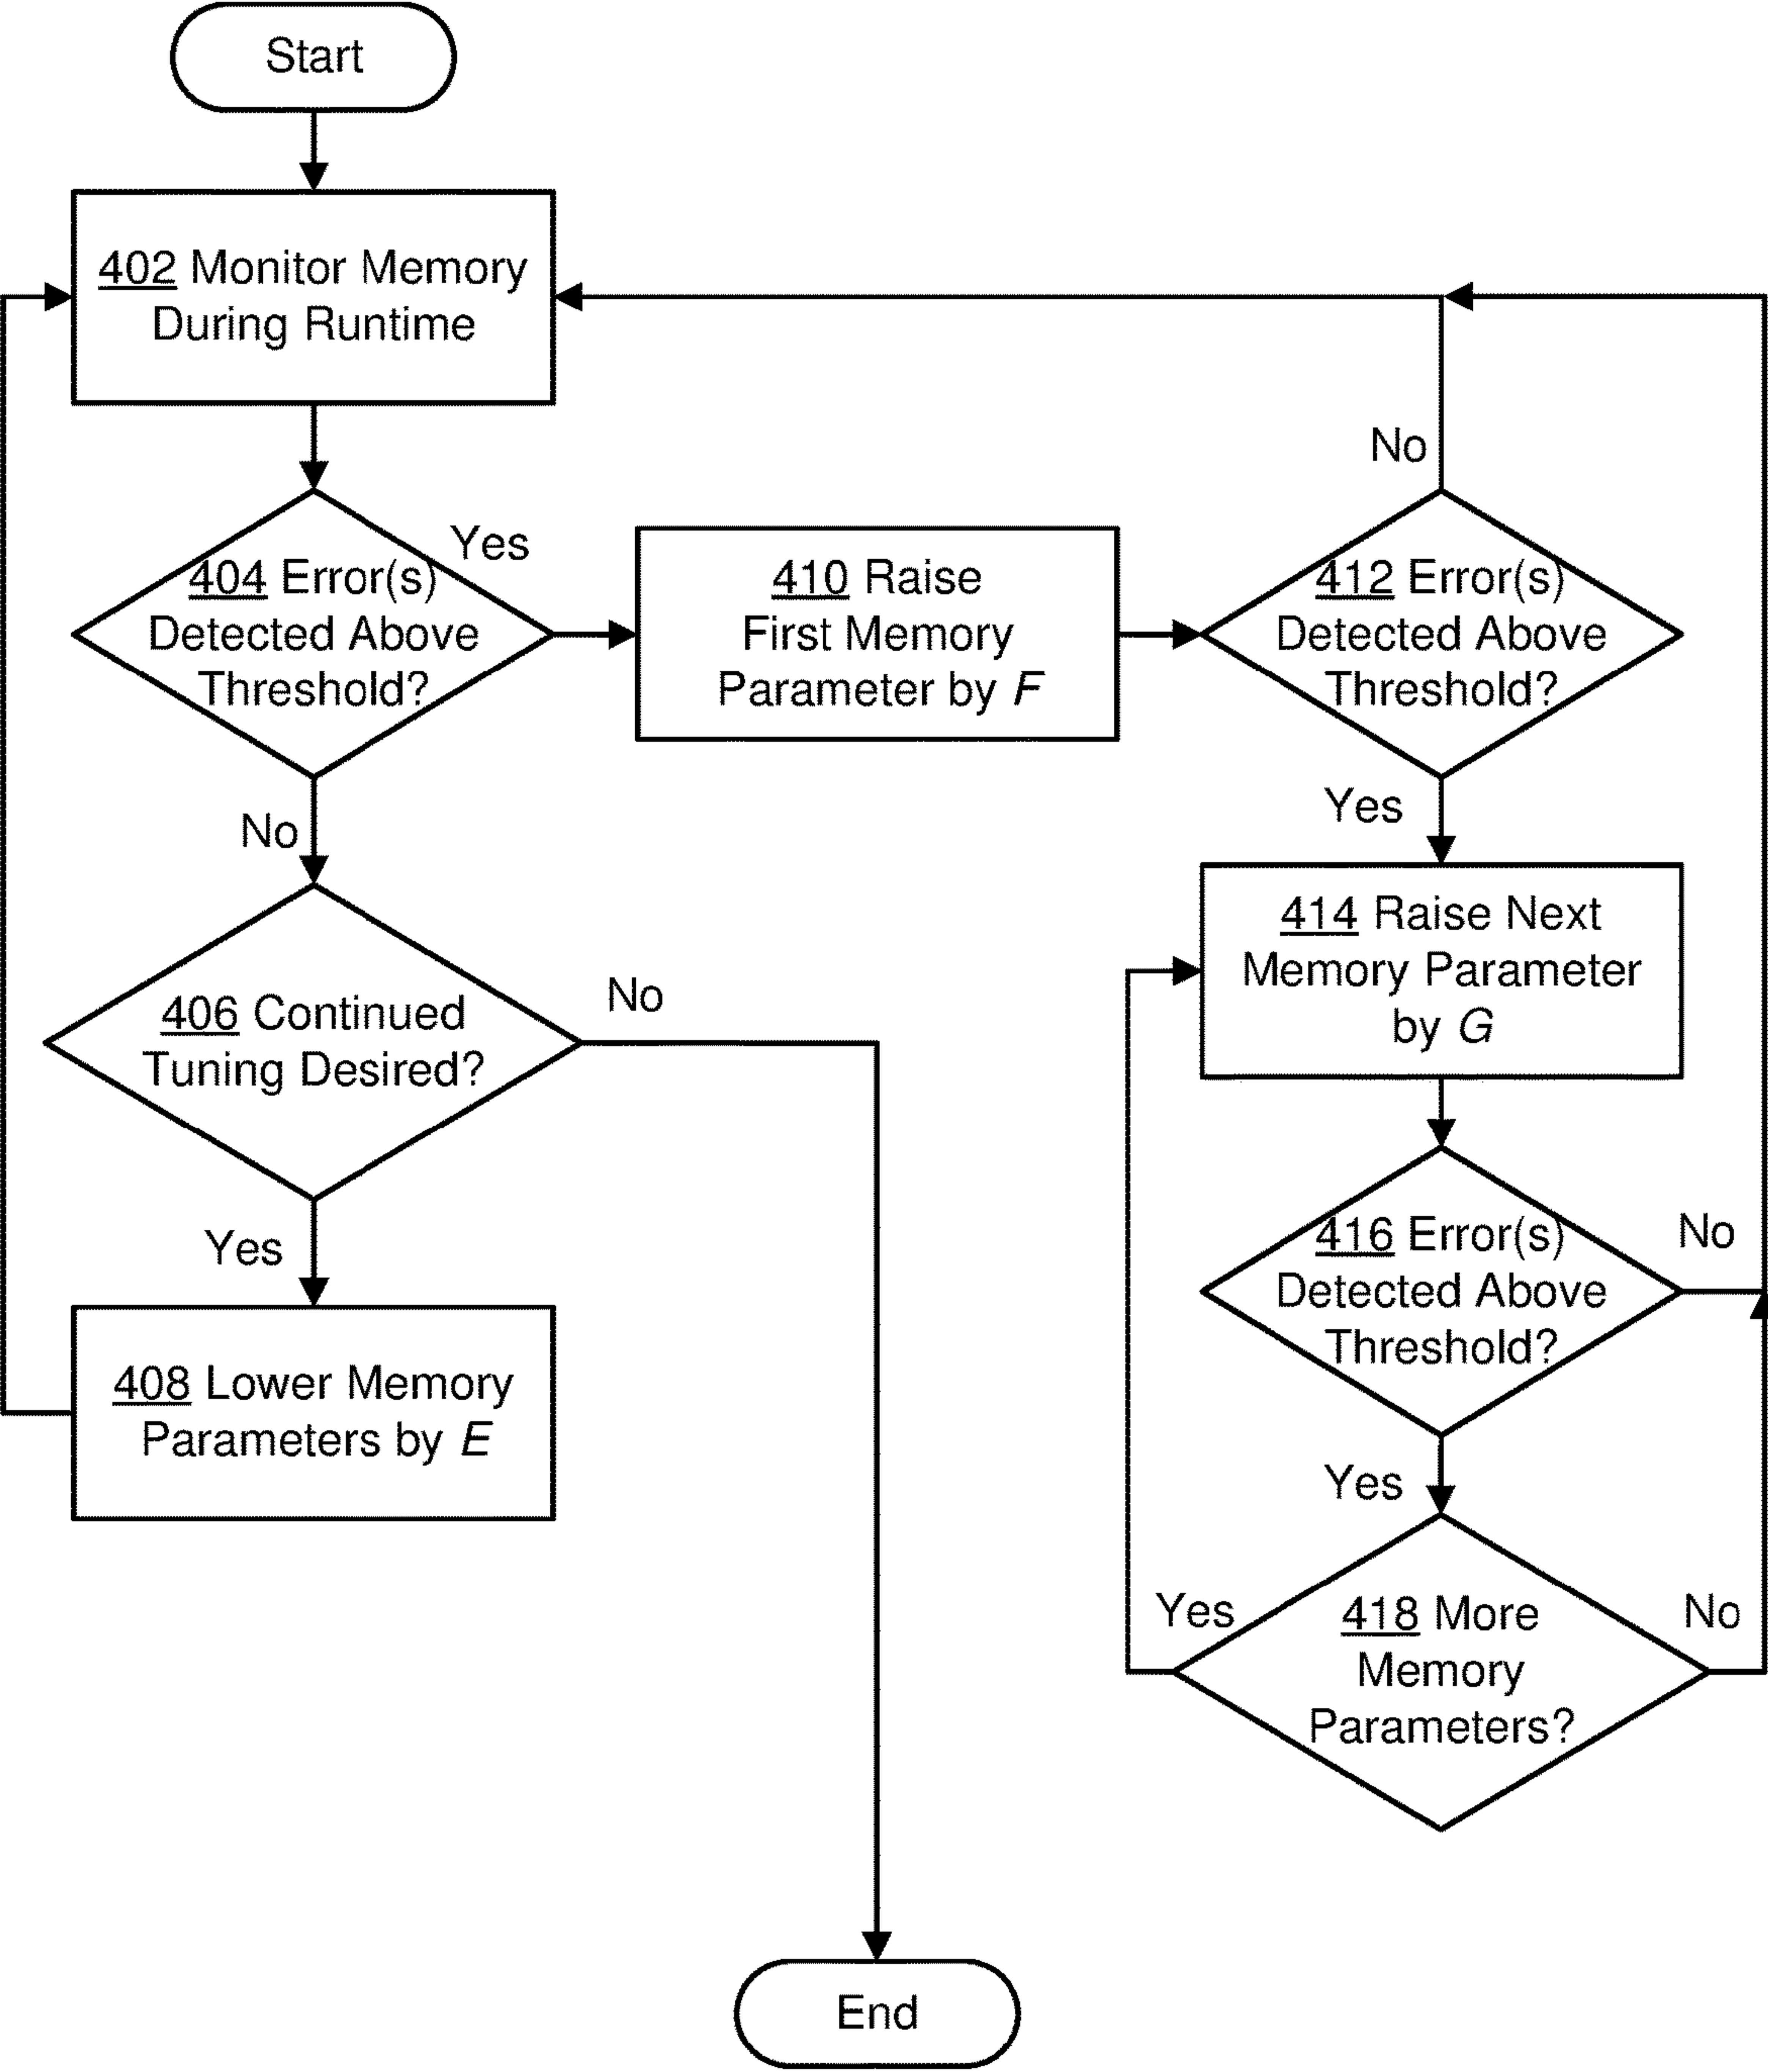 Start
402 Monitor Memory
During Runtime
No
Yes
404 Error(s)
Detected Above
Threshold?
410 Raise
First Memory
Parameter by F
412 Error(s)
Detected Above
Threshold?
No
Yes
406 Continued
Tuning Desired?
No
414 Raise Next
Memory Parameter
by G
Yes
408 Lower Memory
Parameters by E
416 Error(s)
Detected Above
Threshold?
No
Yes
Yes
418 More
Memory
Parameters?
No
End